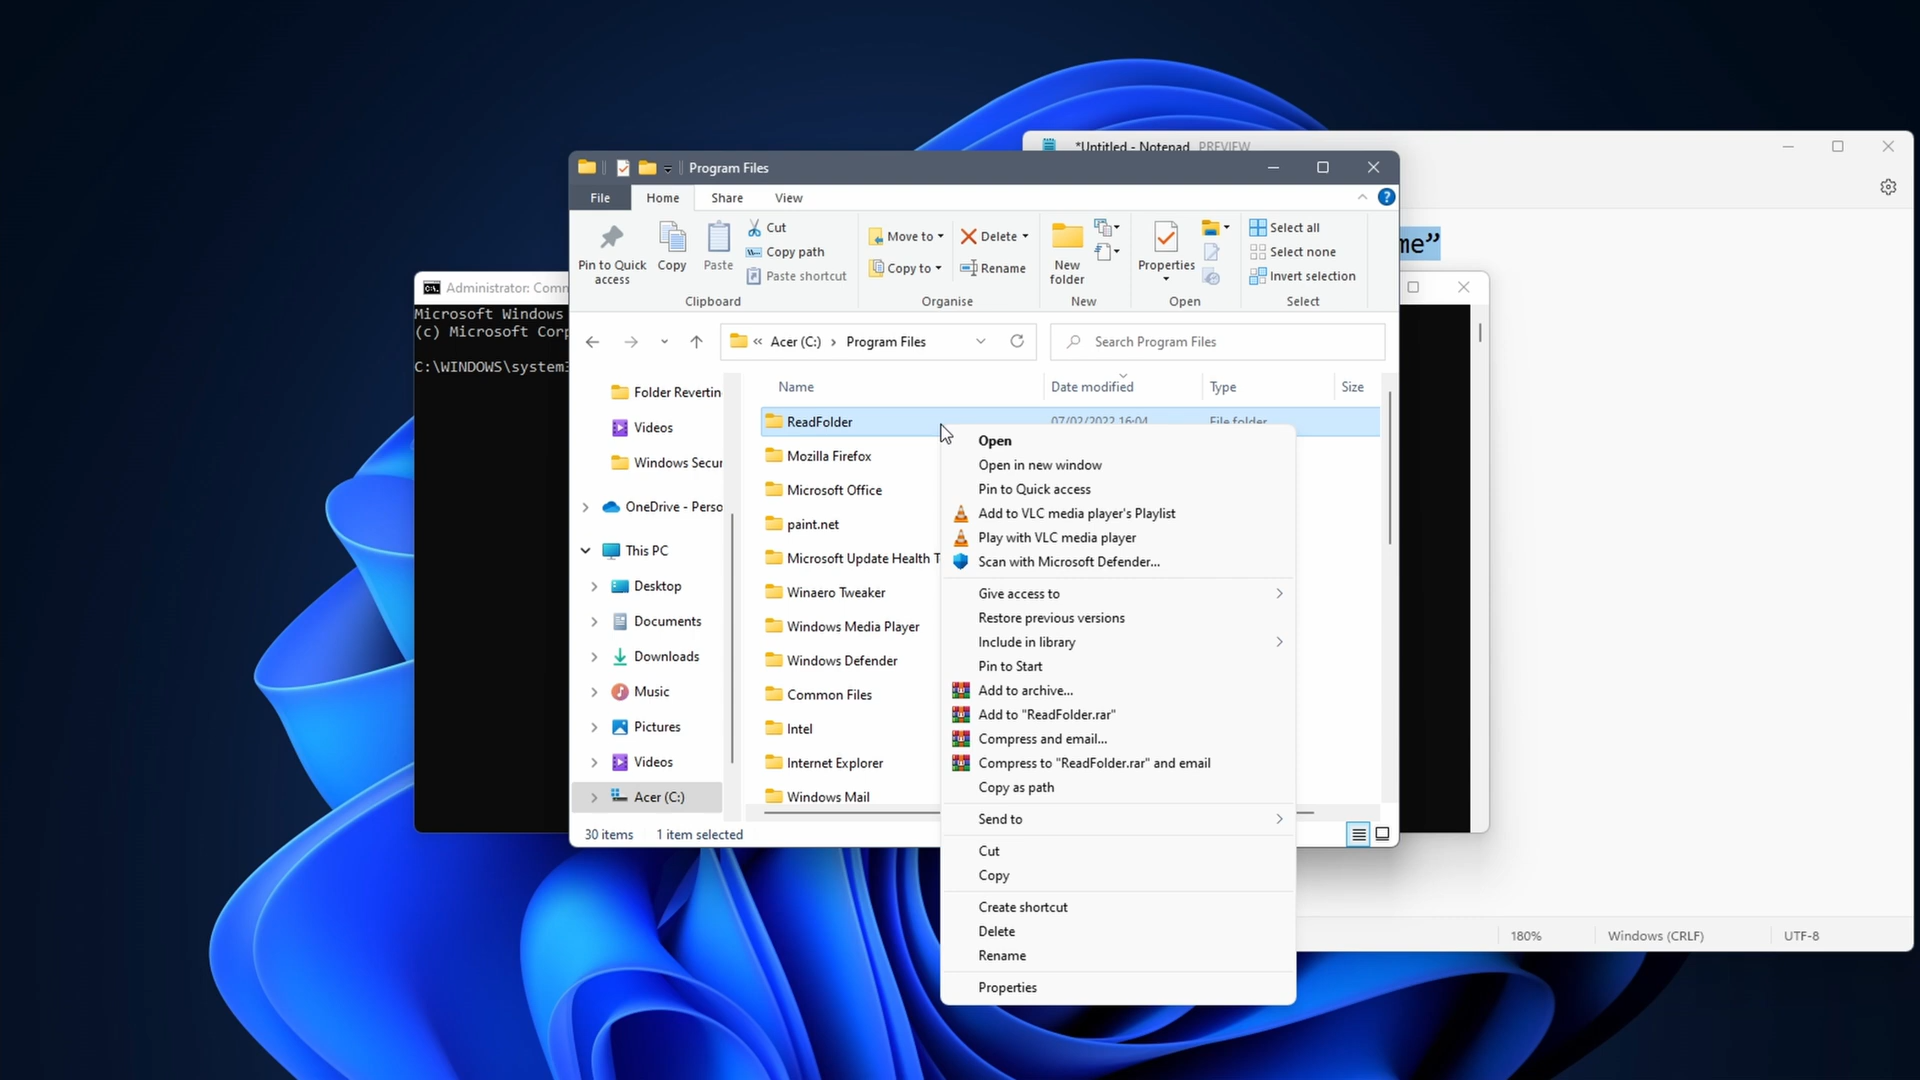 *Untitled - Notepad PREVIEW
Program Files
File Home Share View
me”
Pin to Quick access
Copy
Paste
Cut
Copy path
Paste shortcut
Clipboard
Move to
Copy to
Delete
Rename
Organise
New folder
New
Properties
Open
Select all
Select none
Invert selection
Select
Administrator: Comm
Microsoft Windows
(c) Microsoft Corp
C:\WINDOWS\system3
« Acer (C:) › Program Files
Search Program Files
Folder Revertin
Videos
Windows Secur
OneDrive - Perso
This PC
Desktop
Documents
Downloads
Music
Pictures
Videos
Acer (C:)
Name Date modified Type Size
ReadFolder 07/02/2022 16:04 File folder
Mozilla Firefox
Microsoft Office
paint.net
Microsoft Update Health T
Winaero Tweaker
Windows Media Player
Windows Defender
Common Files
Intel
Internet Explorer
Windows Mail
30 items 1 item selected
Open
Open in new window
Pin to Quick access
Add to VLC media player's Playlist
Play with VLC media player
Scan with Microsoft Defender...
Give access to
Restore previous versions
Include in library
Pin to Start
Add to archive...
Add to "ReadFolder.rar"
Compress and email...
Compress to "ReadFolder.rar" and email
Copy as path
Send to
Cut
Copy
Create shortcut
Delete
Rename
Properties
180% Windows (CRLF) UTF-8